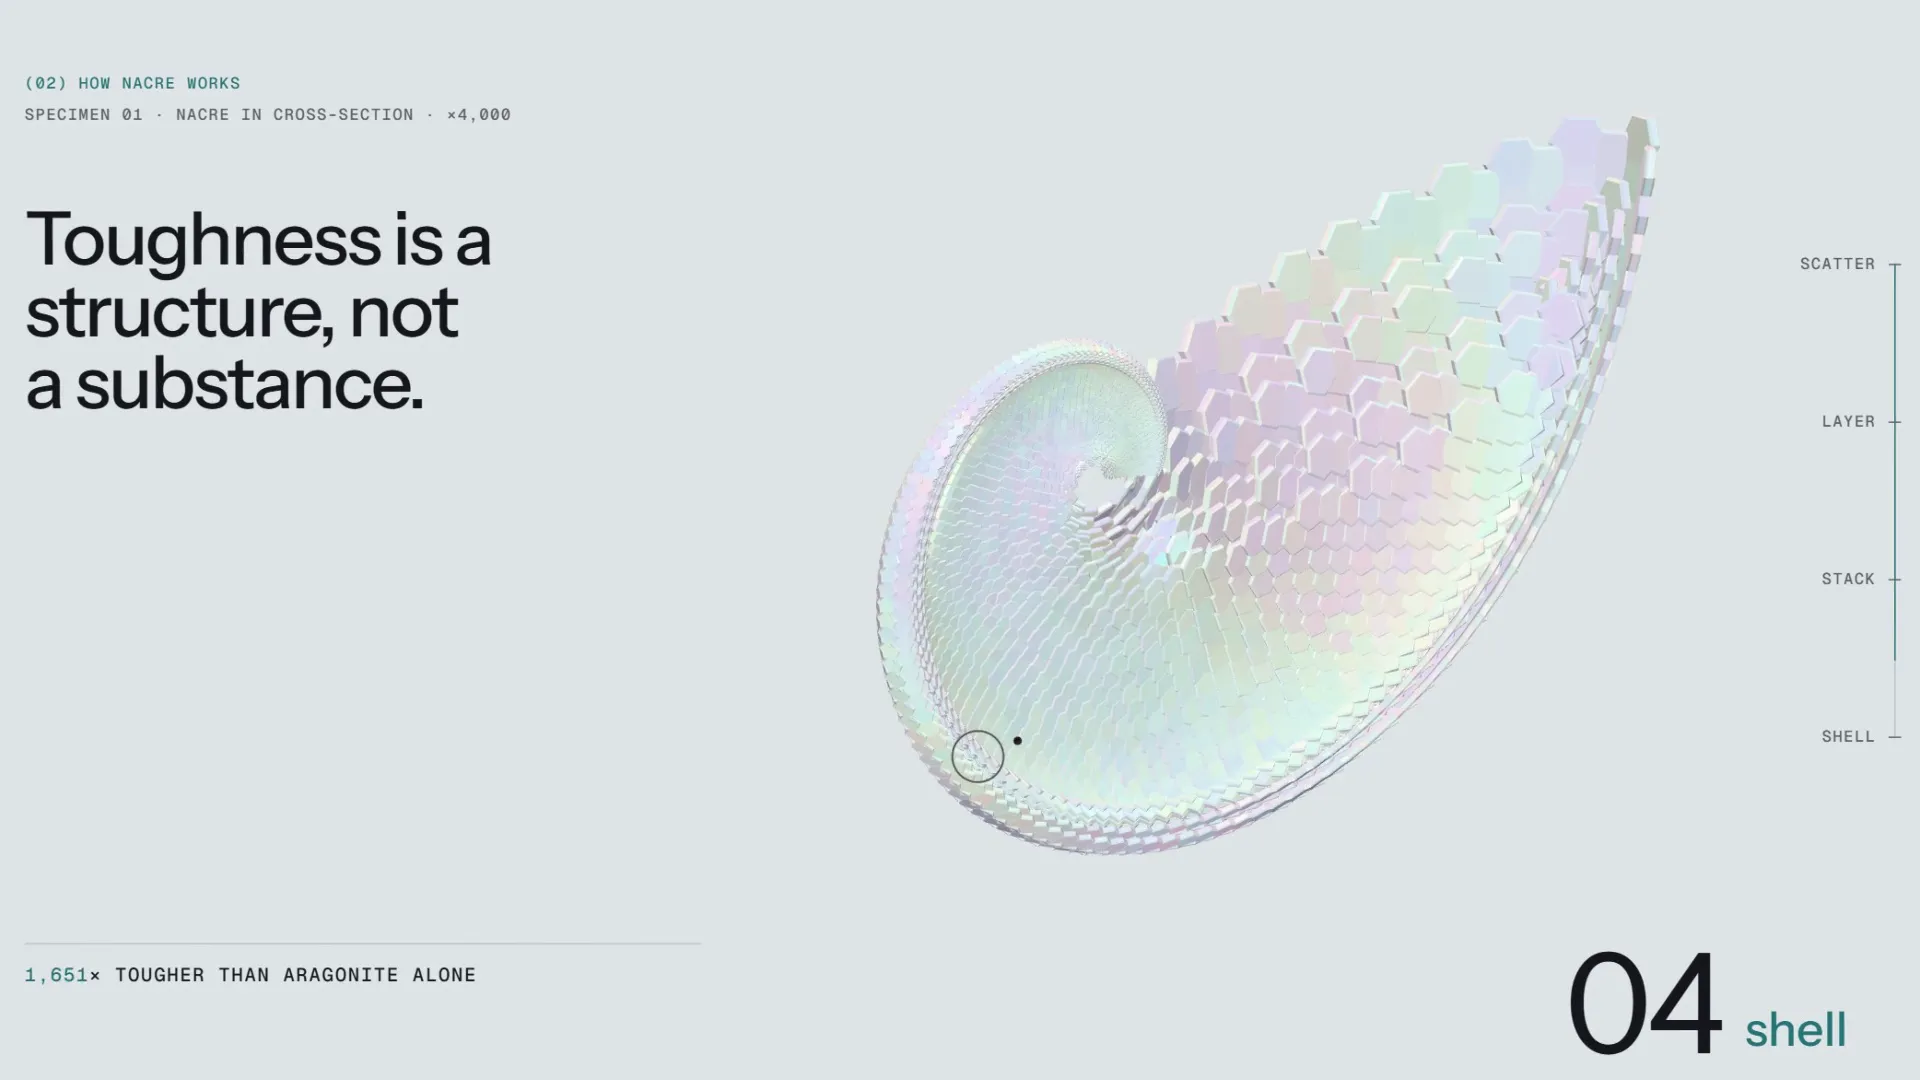 (02) HOW NACRE WORKS
SPECIMEN 01 · NACRE IN CROSS-SECTION · ×4,000
Toughness is a
structure, not
a substance.
SCATTER
LAYER
STACK
SHELL
1,651× TOUGHER THAN ARAGONITE ALONE
04 shell